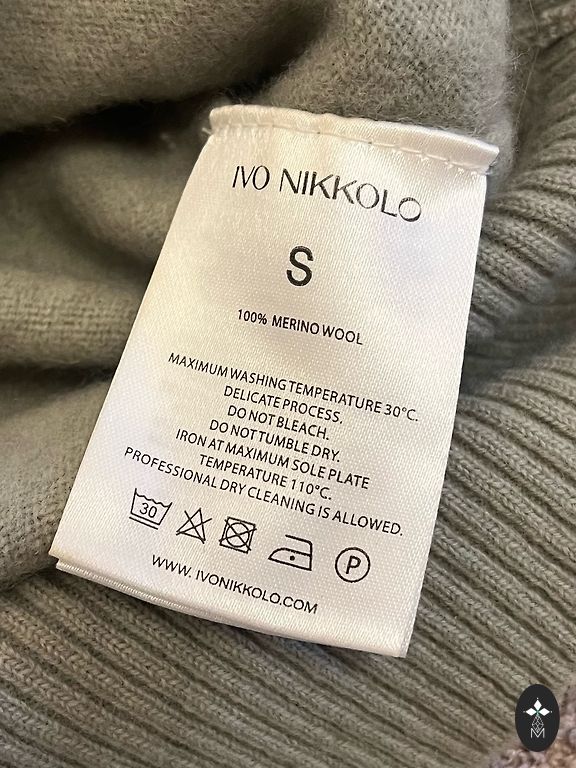 IVO NIKKOLO
S
100% MERINO WOOL
MAXIMUM WASHING TEMPERATURE 30°C.
DELICATE PROCESS.
DO NOT BLEACH.
DO NOT TUMBLE DRY.
IRON AT MAXIMUM SOLE PLATE
TEMPERATURE 110°C.
PROFESSIONAL DRY CLEANING IS ALLOWED.
30 P
WWW. IVONIKKOLO.COM
M